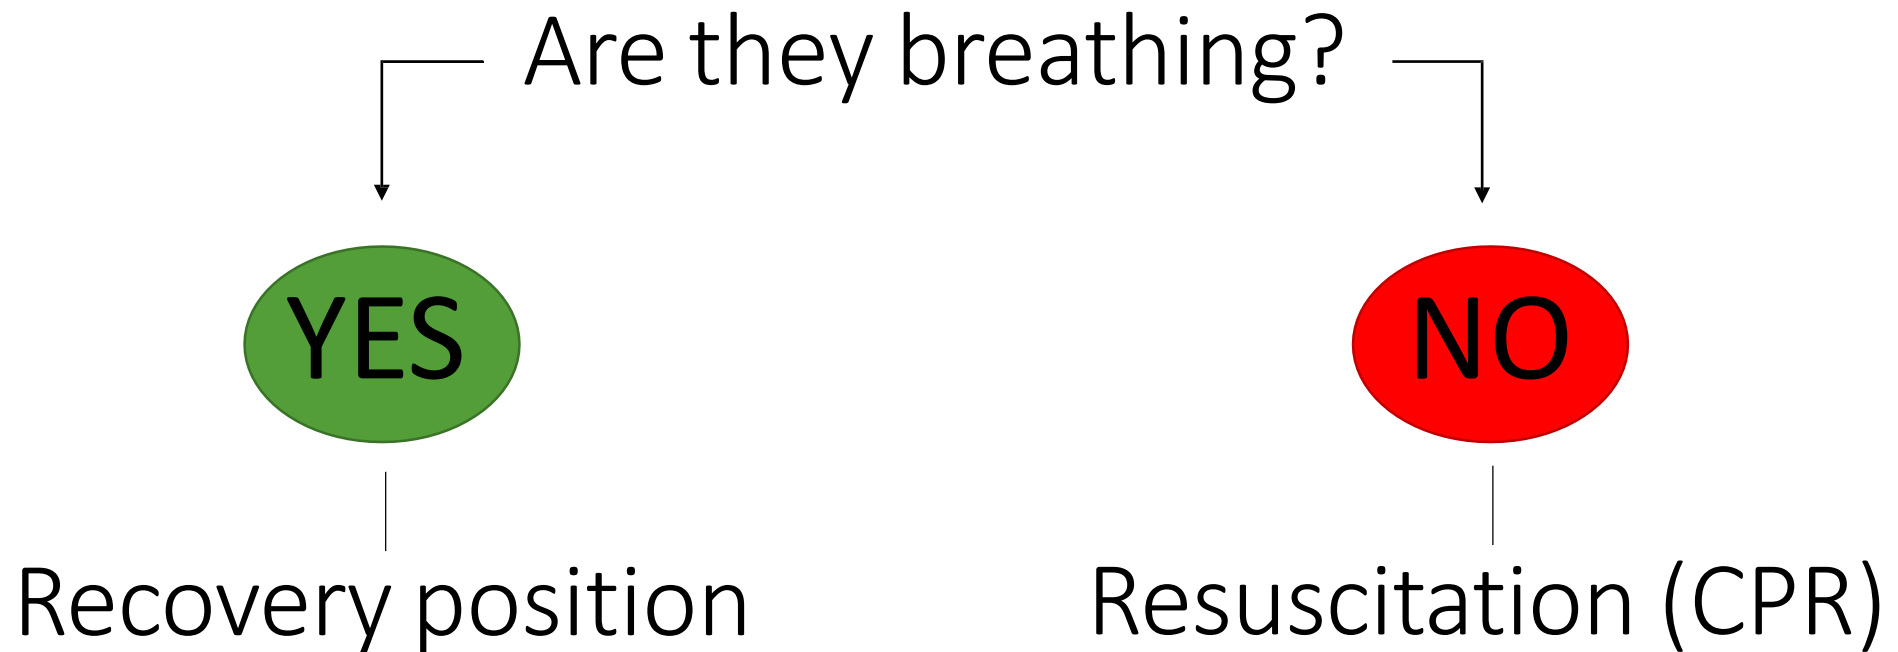 Are they breathing?
YES
NO
Recovery position
Resuscitation (CPR)